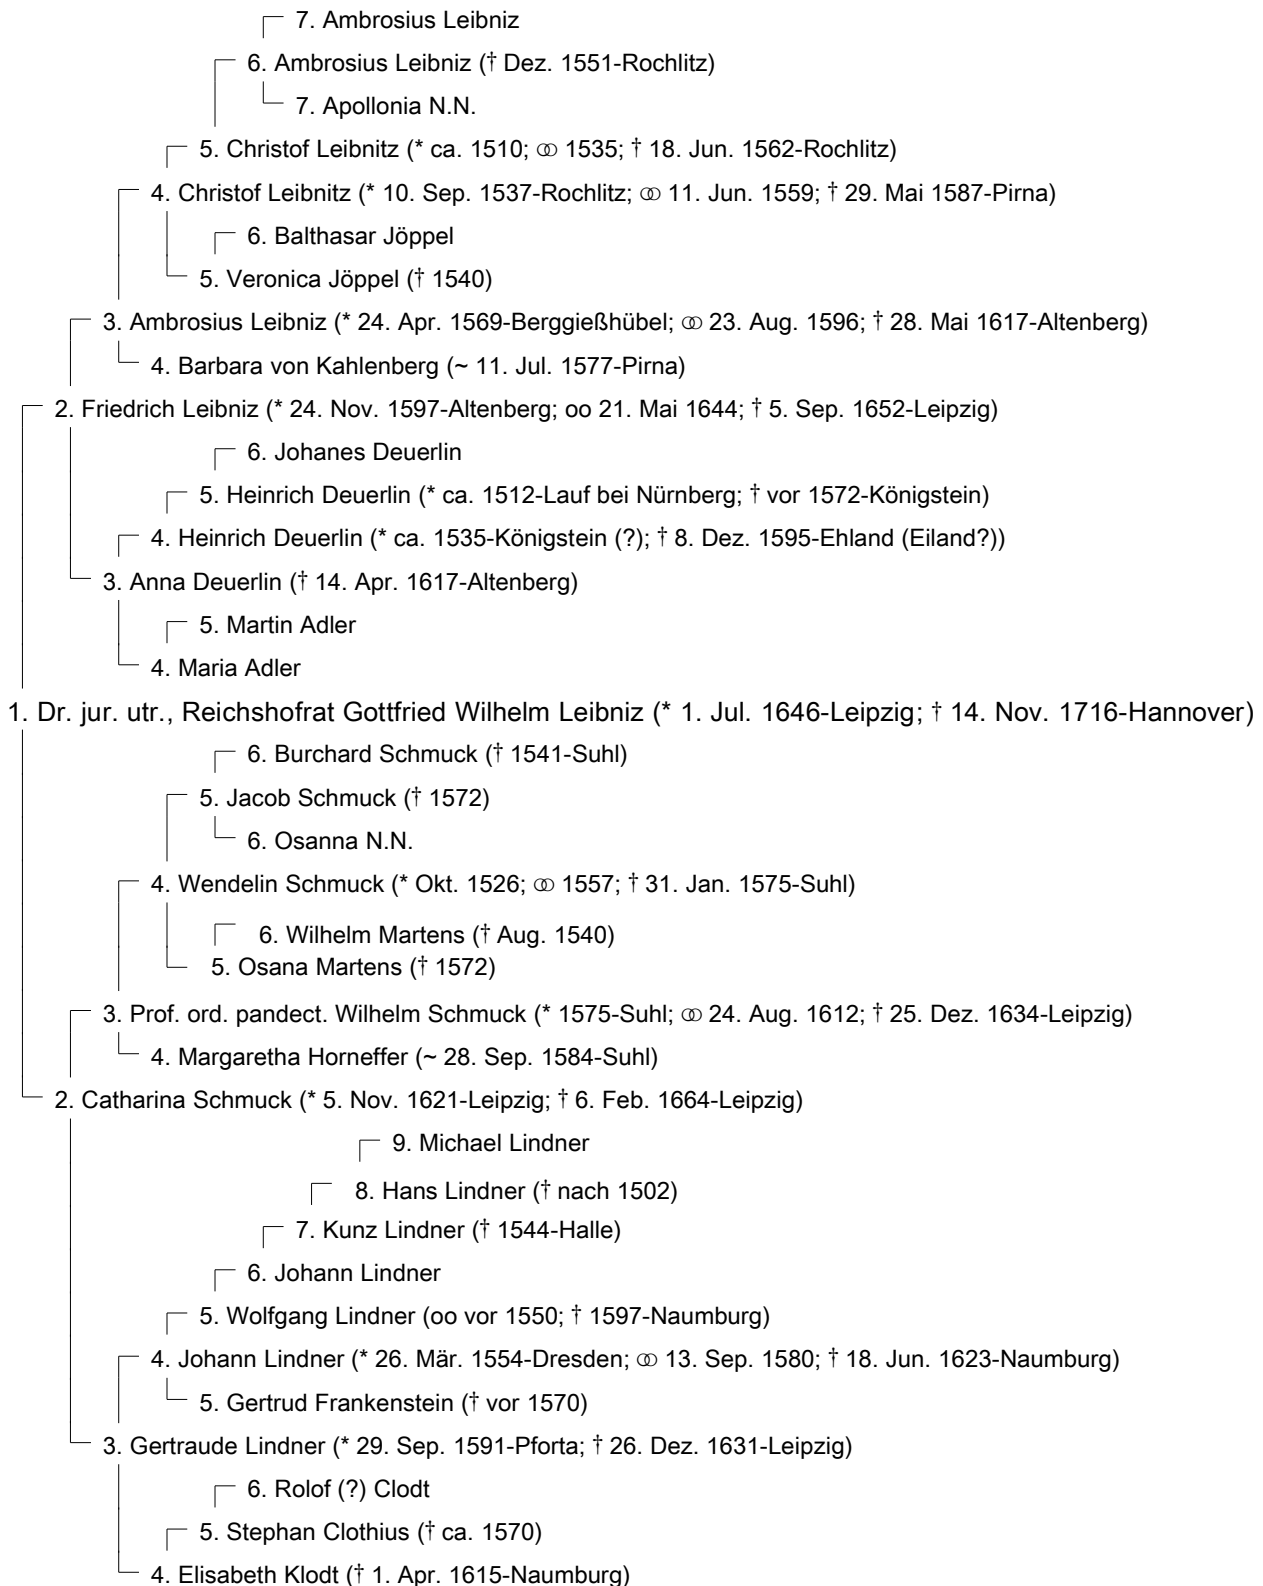 7. Ambrosius Leibniz
6. Ambrosius Leibniz († Dez. 1551-Rochlitz)
7. Apollonia N.N.
5. Christof Leibnitz (* ca. 1510; ⚭ 1535; † 18. Jun. 1562-Rochlitz)
4. Christof Leibnitz (* 10. Sep. 1537-Rochlitz; ⚭ 11. Jun. 1559; † 29. Mai 1587-Pirna)
6. Balthasar Jöppel
5. Veronica Jöppel († 1540)
3. Ambrosius Leibniz (* 24. Apr. 1569-Berggießhübel; ⚭ 23. Aug. 1596; † 28. Mai 1617-Altenberg)
4. Barbara von Kahlenberg (~ 11. Jul. 1577-Pirna)
2. Friedrich Leibniz (* 24. Nov. 1597-Altenberg; oo 21. Mai 1644; † 5. Sep. 1652-Leipzig)
6. Johanes Deuerlin
5. Heinrich Deuerlin (* ca. 1512-Lauf bei Nürnberg; † vor 1572-Königstein)
4. Heinrich Deuerlin (* ca. 1535-Königstein (?); † 8. Dez. 1595-Ehland (Eiland?))
3. Anna Deuerlin († 14. Apr. 1617-Altenberg)
5. Martin Adler
4. Maria Adler
1. Dr. jur. utr., Reichshofrat Gottfried Wilhelm Leibniz (* 1. Jul. 1646-Leipzig; † 14. Nov. 1716-Hannover)
6. Burchard Schmuck († 1541-Suhl)
5. Jacob Schmuck († 1572)
6. Osanna N.N.
4. Wendelin Schmuck (* Okt. 1526; ⚭ 1557; † 31. Jan. 1575-Suhl)
6. Wilhelm Martens († Aug. 1540)
5. Osana Martens († 1572)
3. Prof. ord. pandect. Wilhelm Schmuck (* 1575-Suhl; ⚭ 24. Aug. 1612; † 25. Dez. 1634-Leipzig)
4. Margaretha Horneffer (~ 28. Sep. 1584-Suhl)
2. Catharina Schmuck (* 5. Nov. 1621-Leipzig; † 6. Feb. 1664-Leipzig)
9. Michael Lindner
8. Hans Lindner († nach 1502)
7. Kunz Lindner († 1544-Halle)
6. Johann Lindner
5. Wolfgang Lindner (oo vor 1550; † 1597-Naumburg)
4. Johann Lindner (* 26. Mär. 1554-Dresden; ⚭ 13. Sep. 1580; † 18. Jun. 1623-Naumburg)
5. Gertrud Frankenstein († vor 1570)
3. Gertraude Lindner (* 29. Sep. 1591-Pforta; † 26. Dez. 1631-Leipzig)
6. Rolof (?) Clodt
5. Stephan Clothius († ca. 1570)
4. Elisabeth Klodt († 1. Apr. 1615-Naumburg)